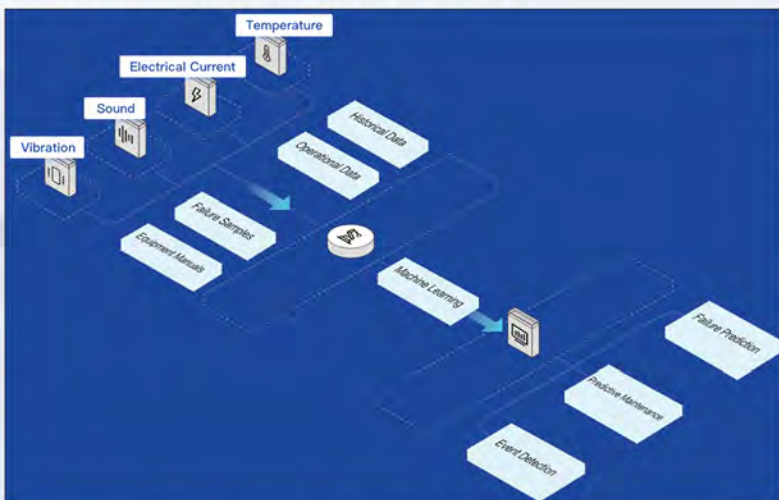 Temperature
Electrical Current
Sound
Vibration
Historical Data
Operational Data
Failure Samples
Equipment Manuals
Machine Learning
Failure Prediction
Predictive Maintenance
Event Detection